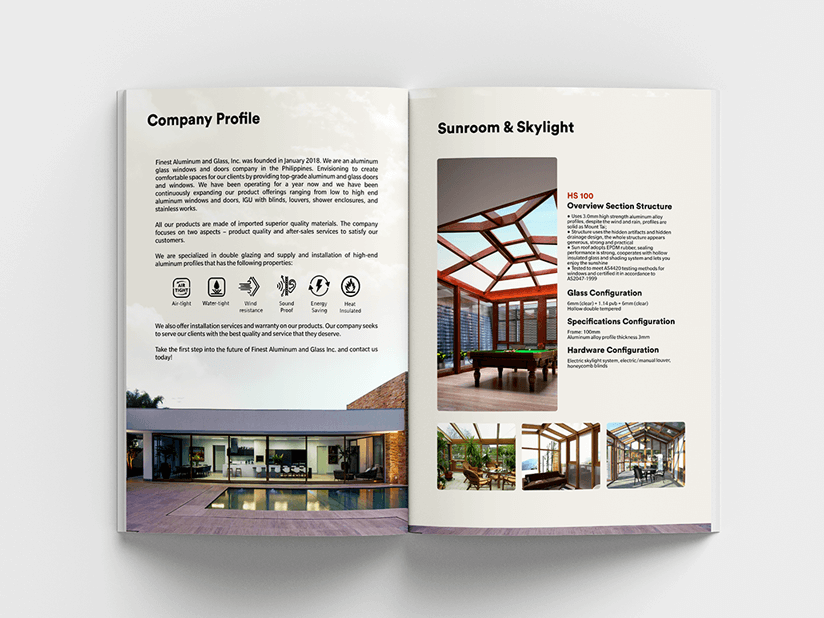 Company Profile
Finest Aluminum and Glass, Inc. was founded in January 2018. We are an aluminum
glass windows and doors company in the Philippines. Envisioning to create
comfortable spaces for our clients by providing top-grade aluminum and glass doors
and windows. We have been operating for a year now and we have been
continuously expanding our product offerings ranging from low to high end
aluminum windows and doors, IGU with blinds, louvers, shower enclosures, and
stainless works.
All our products are made of imported superior quality materials. The company
focuses on two aspects – product quality and after-sales services to satisfy our
customers.
We are specialized in double glazing and supply and installation of high-end
aluminum profiles that has the following properties:
AIR
TIGHT
Air-tight
Water-tight
Wind
resistance
Sound
Proof
Energy
Saving
Heat
Insulated
We also offer installation services and warranty on our products. Our company seeks
to serve our clients with the best quality and service that they deserve.
Take the first step into the future of Finest Aluminum and Glass Inc. and contact us
today!
Sunroom & Skylight
HS 100
Overview Section Structure
● Uses 3.0mm high strength aluminum alloy
profiles, despite the wind and rain, profiles are
solid as Mount Tai;
● Structure uses the hidden artifacts and hidden
drainage design, the whole structure appears
generous, strong and practical
● Sun roof adopts EPDM rubber, sealing
performance is strong, cooperates with hollow
insulated glass and shading system and lets you
enjoy the sunshine
● Tested to meet AS4420 testing methods for
windows and certified it in accordance to
AS2047-1999
Glass Configuration
6mm (clear) + 1.14 pvb + 6mm (clear)
Hollow double tempered
Specifications Configuration
Frame: 100mm
Aluminum alloy profile thickness 3mm
Hardware Configuration
Electric skylight system, electric/manual louver,
honeycomb blinds